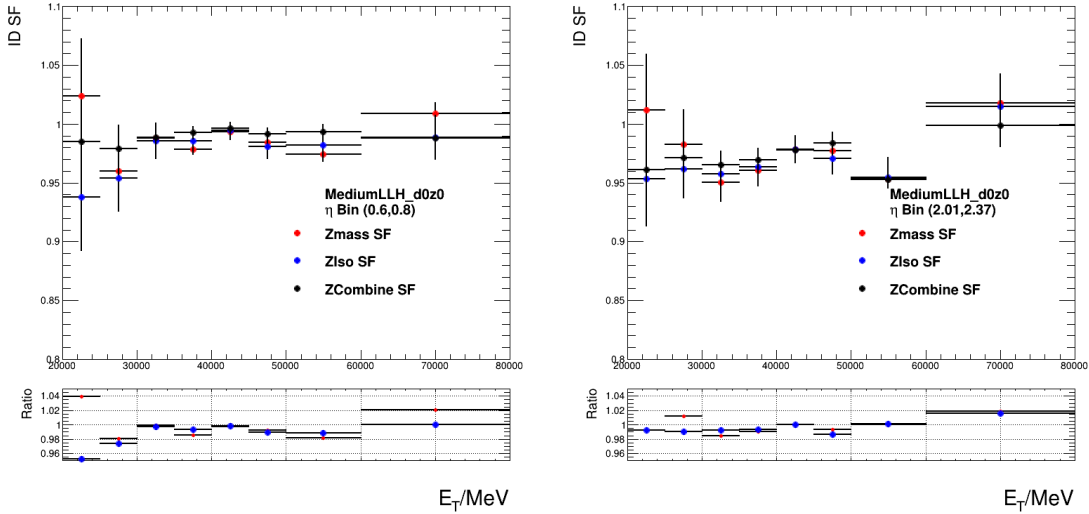 ID SF
1.1
1.05
1
0.95
0.9
0.85
0.8
MediumLLH_d0z0
η Bin (0.6,0.8)
Zmass SF
ZIso SF
ZCombine SF
20000 30000 40000 50000 60000 70000 80000
Ratio
1.04
1.02
1
0.98
0.96
E_T/MeV
ID SF
1.1
1.05
1
0.95
0.9
0.85
0.8
MediumLLH_d0z0
η Bin (2.01,2.37)
Zmass SF
ZIso SF
ZCombine SF
20000 30000 40000 50000 60000 70000 80000
Ratio
1.04
1.02
1
0.98
0.96
E_T/MeV